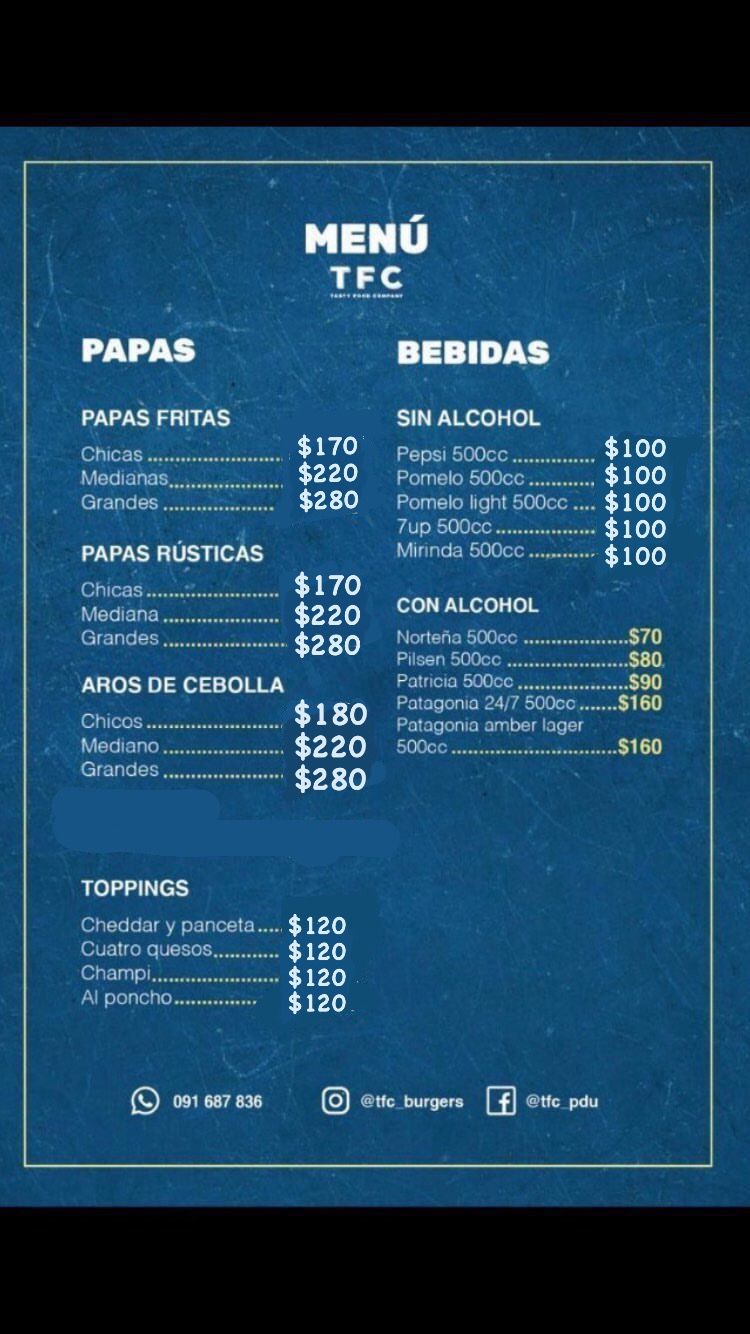 MENÚ
TFC
TASTY FOOD COMPANY
PAPAS
PAPAS FRITAS
Chicas ........................... $170
Medianas....................... $220
Grandes ...................... $280
PAPAS RÚSTICAS
Chicas .......................... $170
Mediana ....................... $220
Grandes ........................ $280
AROS DE CEBOLLA
Chicos ........................... $180
Mediano ........................ $220
Grandes ........................ $280
TOPPINGS
Cheddar y panceta ..... $120
Cuatro quesos............. $120
Champi......................... $120
Al poncho................. $120
BEBIDAS
SIN ALCOHOL
Pepsi 500cc ................ $100
Pomelo 500cc ............. $100
Pomelo light 500cc .... $100
7up 500cc .................... $100
Mirinda 500cc ............. $100
CON ALCOHOL
Norteña 500cc .....................$70
Pilsen 500cc ........................$80
Patricia 500cc ......................$90
Patagonia 24/7 500cc .......$160
Patagonia amber lager
500cc .................................$160
091 687 836
@tfc_burgers
@tfc_pdu